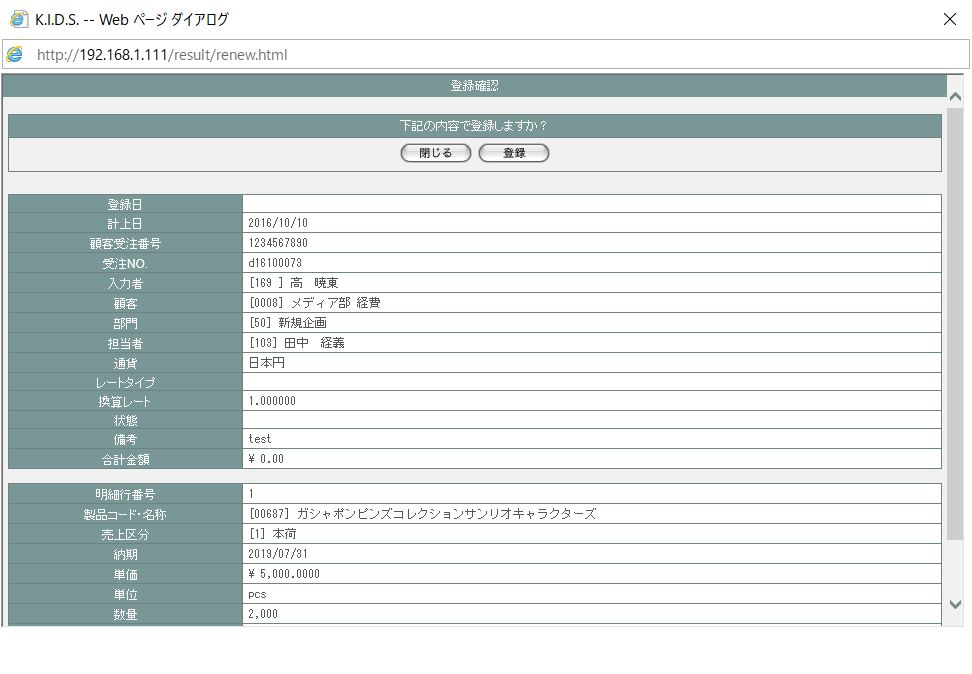 K.I.D.S. -- Web ページ ダイアログ
http://192.168.1.111/result/renew.html
登録確認
下記の内容で登録しますか？
閉じる 登録
登録日
計上日 2016/10/10
顧客受注番号 1234567890
受注NO. d16100073
入力者 [169 ] 高　暁東
顧客 [0008] メディア部 経費
部門 [50] 新規企画
担当者 [103] 田中　経義
通貨 日本円
レートタイプ
換算レート 1.000000
状態
備考 test
合計金額 ¥ 0.00
明細行番号 1
製品コード・名称 [00687] ガシャポンピンズコレクションサンリオキャラクターズ
売上区分 [1] 本荷
納期 2019/07/31
単価 ¥ 5,000.0000
単位 pcs
数量 2,000